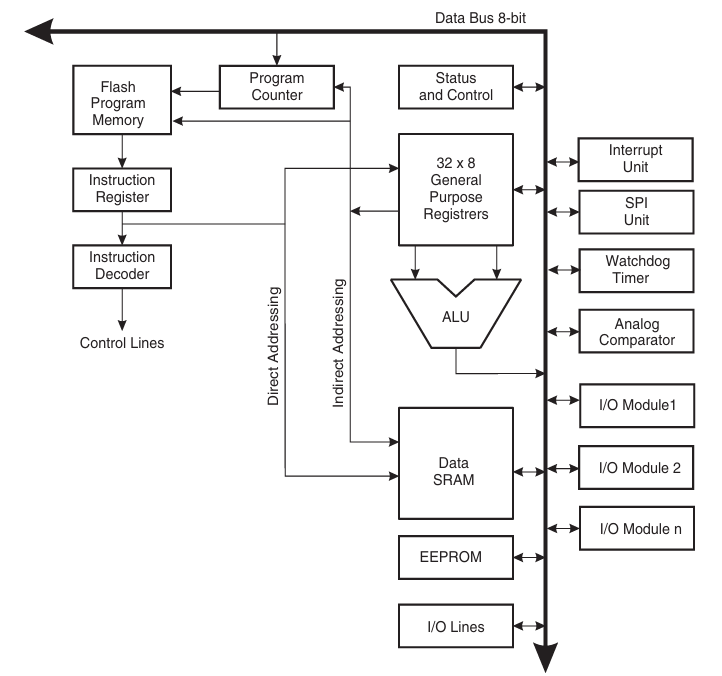 Data Bus 8-bit
Flash
Program
Memory
Program
Counter
Status
and Control
Interrupt
Unit
32 x 8
General
Purpose
Registrers
Instruction
Register
SPI
Unit
Instruction
Decoder
Watchdog
Timer
Control Lines
Direct Addressing
Indirect Addressing
ALU
Analog
Comparator
I/O Module1
Data
SRAM
I/O Module 2
I/O Module n
EEPROM
I/O Lines